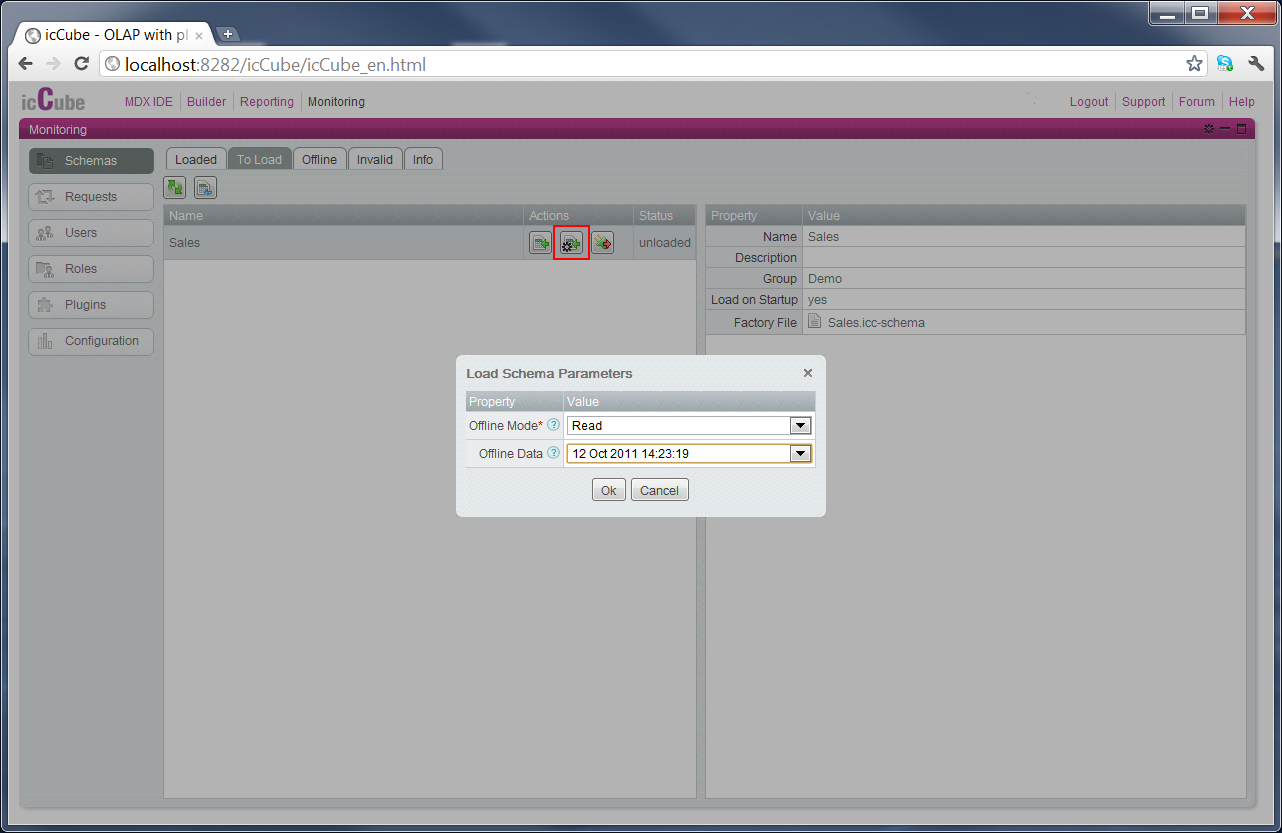 icCube - OLAP with pl
localhost:8282/icCube/icCube_en.html
icCube MDX IDE Builder Reporting Monitoring Logout Support Forum Help
Monitoring
Schemas
Requests
Users
Roles
Plugins
Configuration
Loaded To Load Offline Invalid Info
Name Actions Status
Sales unloaded
Property Value
Name Sales
Description
Group Demo
Load on Startup yes
Factory File Sales.icc-schema
Load Schema Parameters
Property Value
Offline Mode* ? Read
Offline Data ? 12 Oct 2011 14:23:19
Ok Cancel